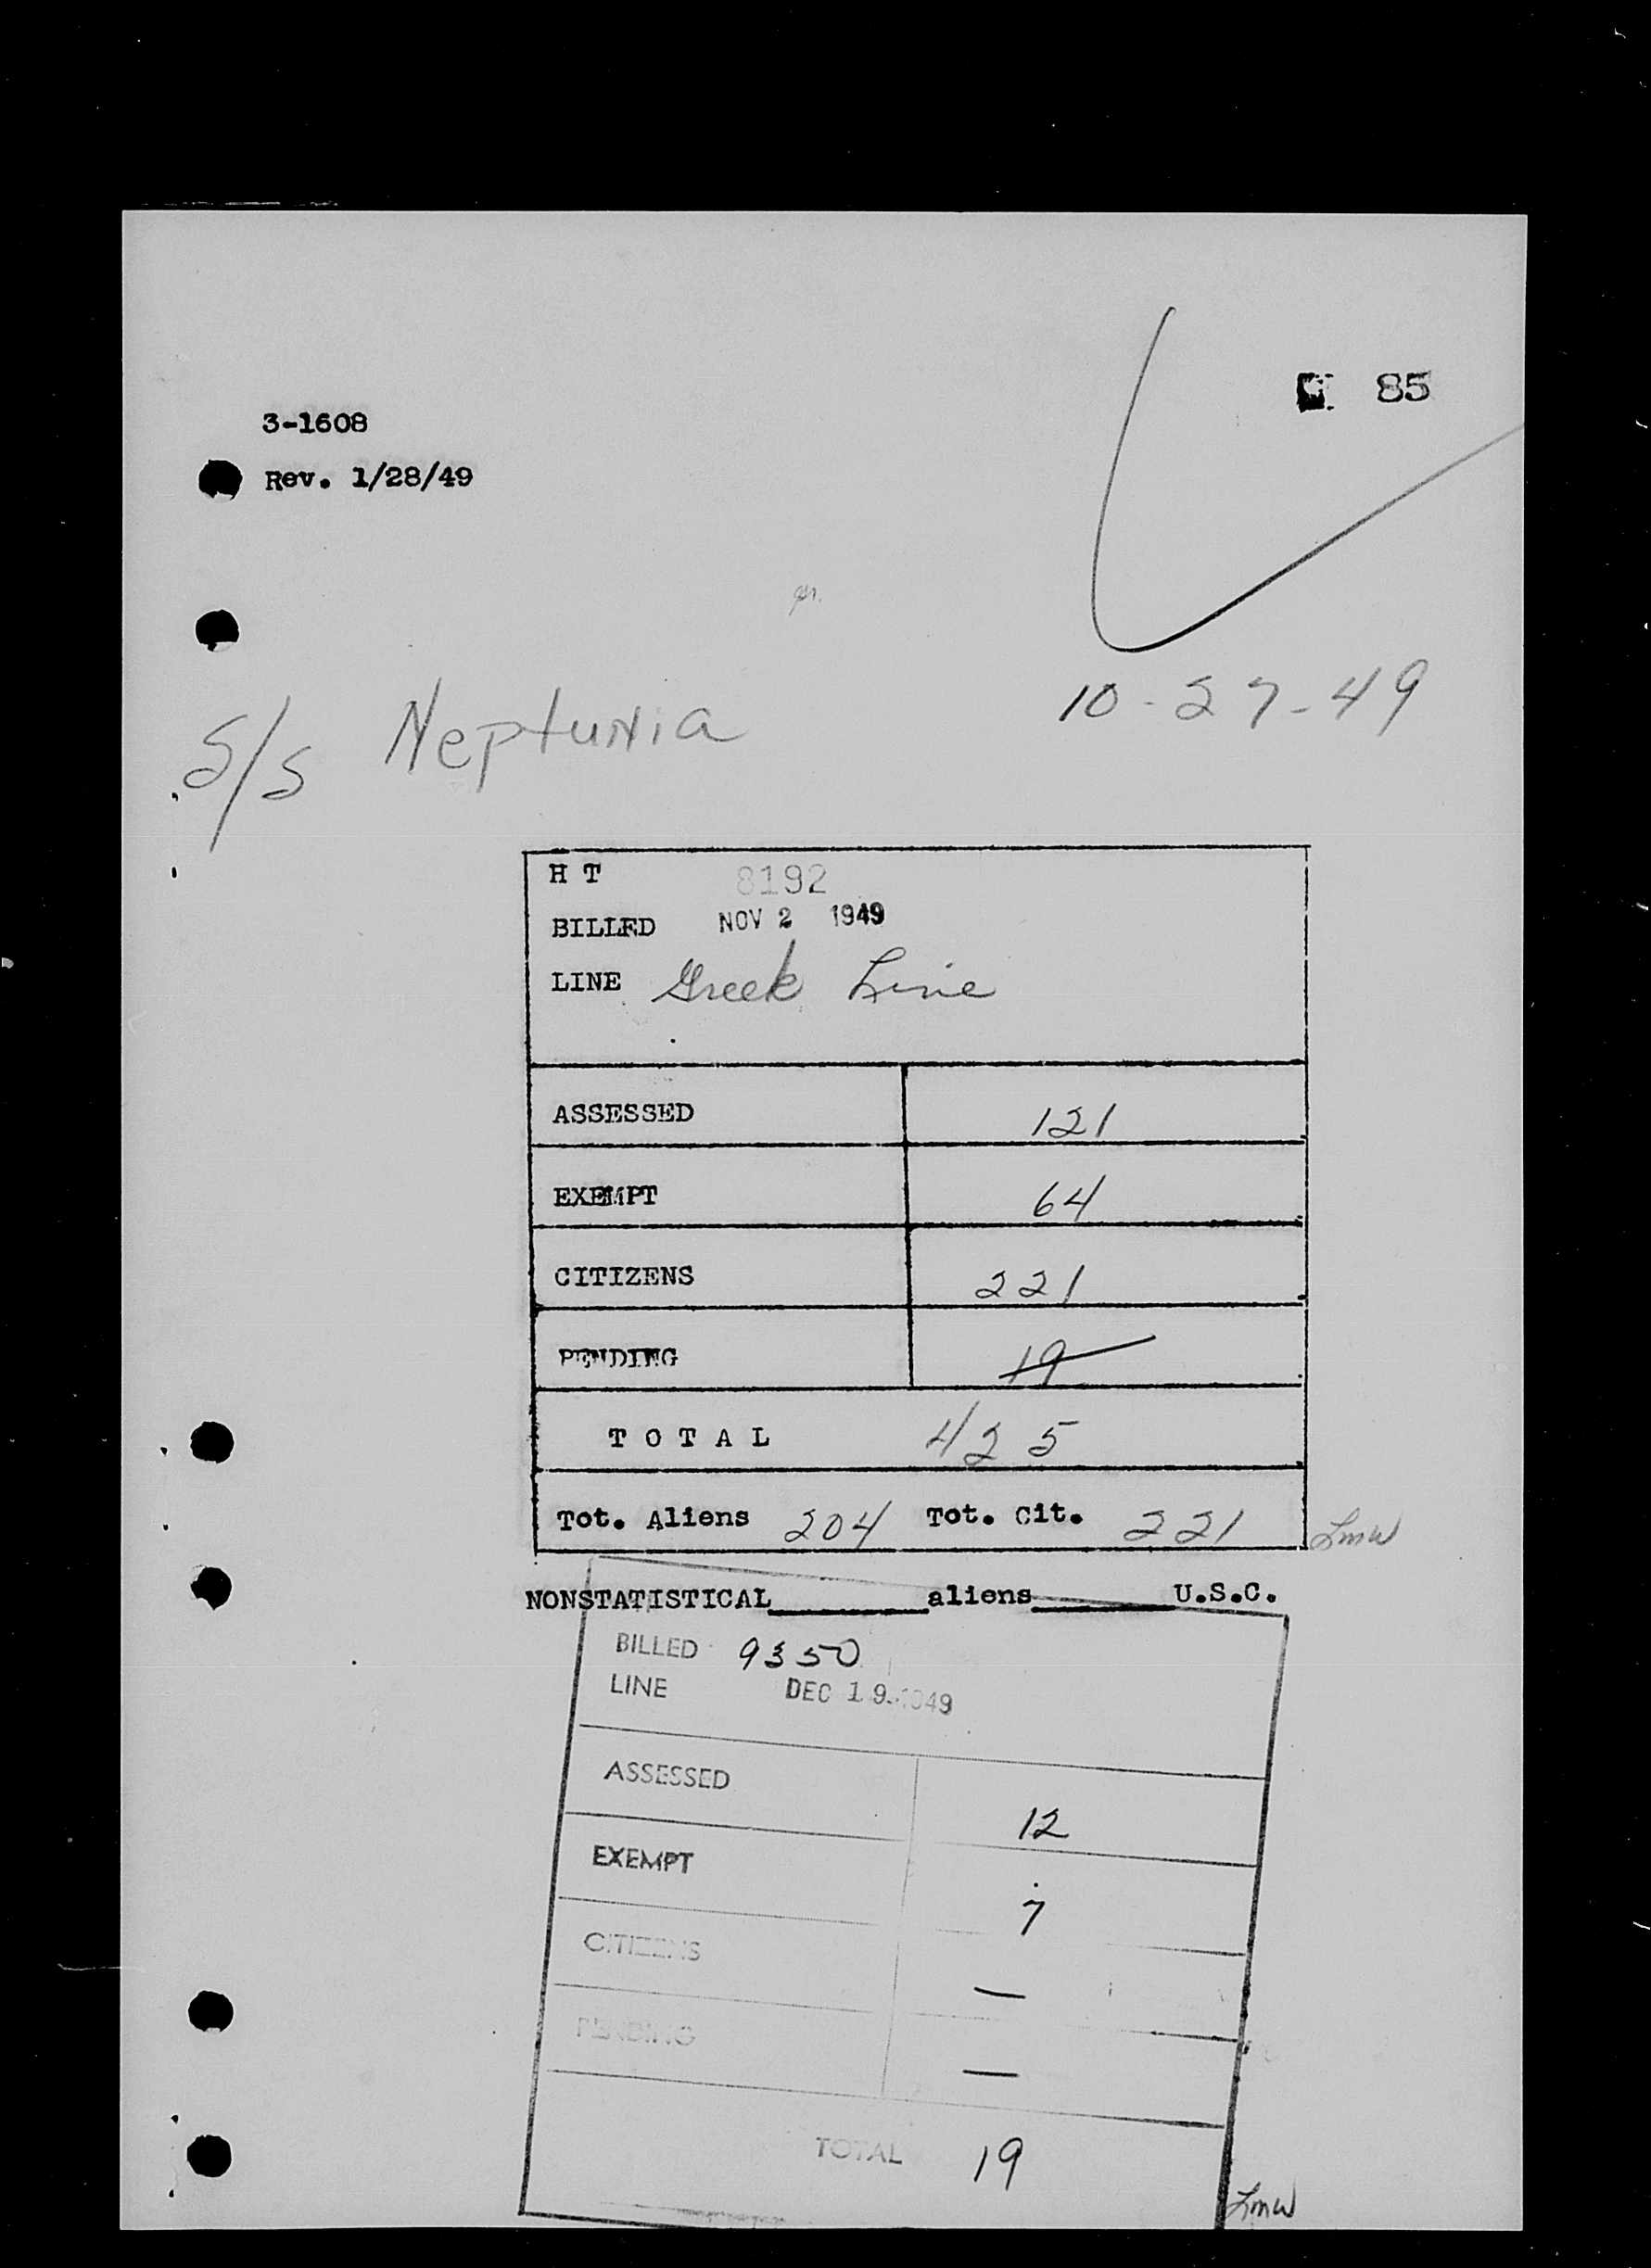 85
3-1608
Rev. 1/28/49
10-27-49
S/S Neptunia
H T 8192
BILLED NOV 2 1949
LINE Greek Line
ASSESSED 121
EXEMPT 64
CITIZENS 221
PENDING 19
TOTAL 425
Tot. Aliens 204 Tot. Cit. 221 Lmw
NONSTATISTICAL________aliens________U.S.C.
BILLED 9350
LINE DEC 19 1949
ASSESSED 12
EXEMPT 7
CITIZENS —
PENDING —
TOTAL 19
Lmw